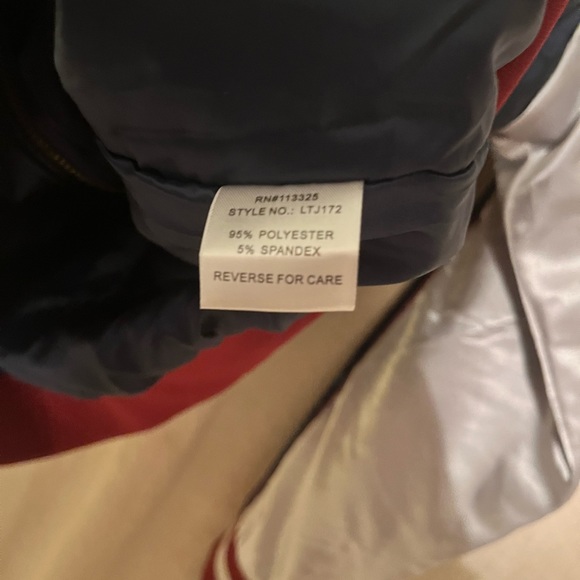 RN#113325
STYLE NO.: LTJ172
95% POLYESTER
5% SPANDEX
REVERSE FOR CARE